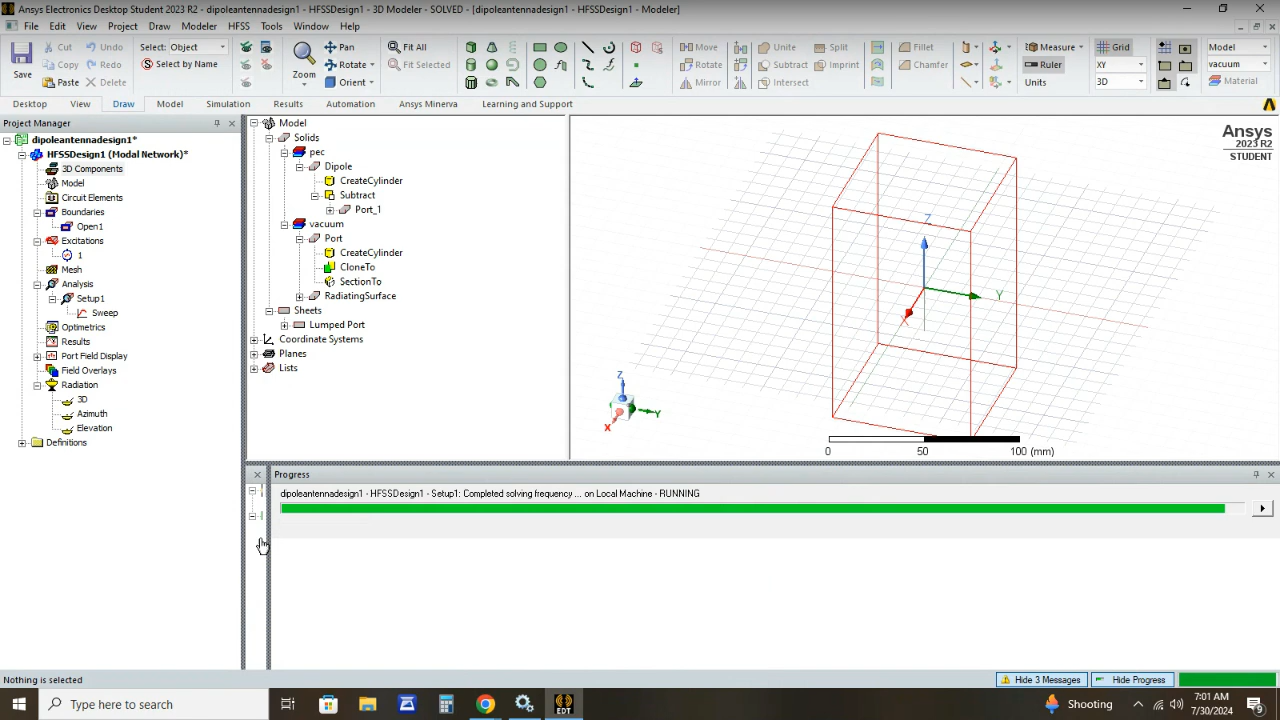 Ansys Electronics Desktop Student 2023 R2 - dipoleantennadesign1 - HFSSDesign1 - 3D Modeler - SOLVED - [dipoleantennadesign1 - HFSSDesign1 - Modeler]
File Edit View Project Draw Modeler HFSS Tools Window Help
Save
Cut Undo
Copy Redo
Paste Delete
Select: Object
Select by Name
Zoom
Pan
Rotate
Orient
Fit All
Fit Selected
Move
Rotate
Mirror
Unite Split
Subtract Imprint
Intersect
Fillet
Chamfer
Measure Grid
Ruler XY
Units 3D
Model
vacuum
Material
Desktop View Draw Model Simulation Results Automation Ansys Minerva Learning and Support
Project Manager
dipoleantennadesign1*
HFSSDesign1 (Modal Network)*
3D Components
Model
Circuit Elements
Boundaries
Open1
Excitations
1
Mesh
Analysis
Setup1
Sweep
Optimetrics
Results
Port Field Display
Field Overlays
Radiation
3D
Azimuth
Elevation
Definitions
Model
Solids
pec
Dipole
CreateCylinder
Subtract
Port_1
vacuum
Port
CreateCylinder
CloneTo
SectionTo
RadiatingSurface
Sheets
Lumped Port
Coordinate Systems
Planes
Lists
Ansys
2023 R2
STUDENT
Z
Y
X
Z
Y
X
0 50 100 (mm)
Progress
dipoleantennadesign1 - HFSSDesign1 - Setup1: Completed solving frequency ... on Local Machine - RUNNING
Nothing is selected
Hide 3 Messages Hide Progress
Type here to search
EDT
Shooting
7:01 AM
7/30/2024
9